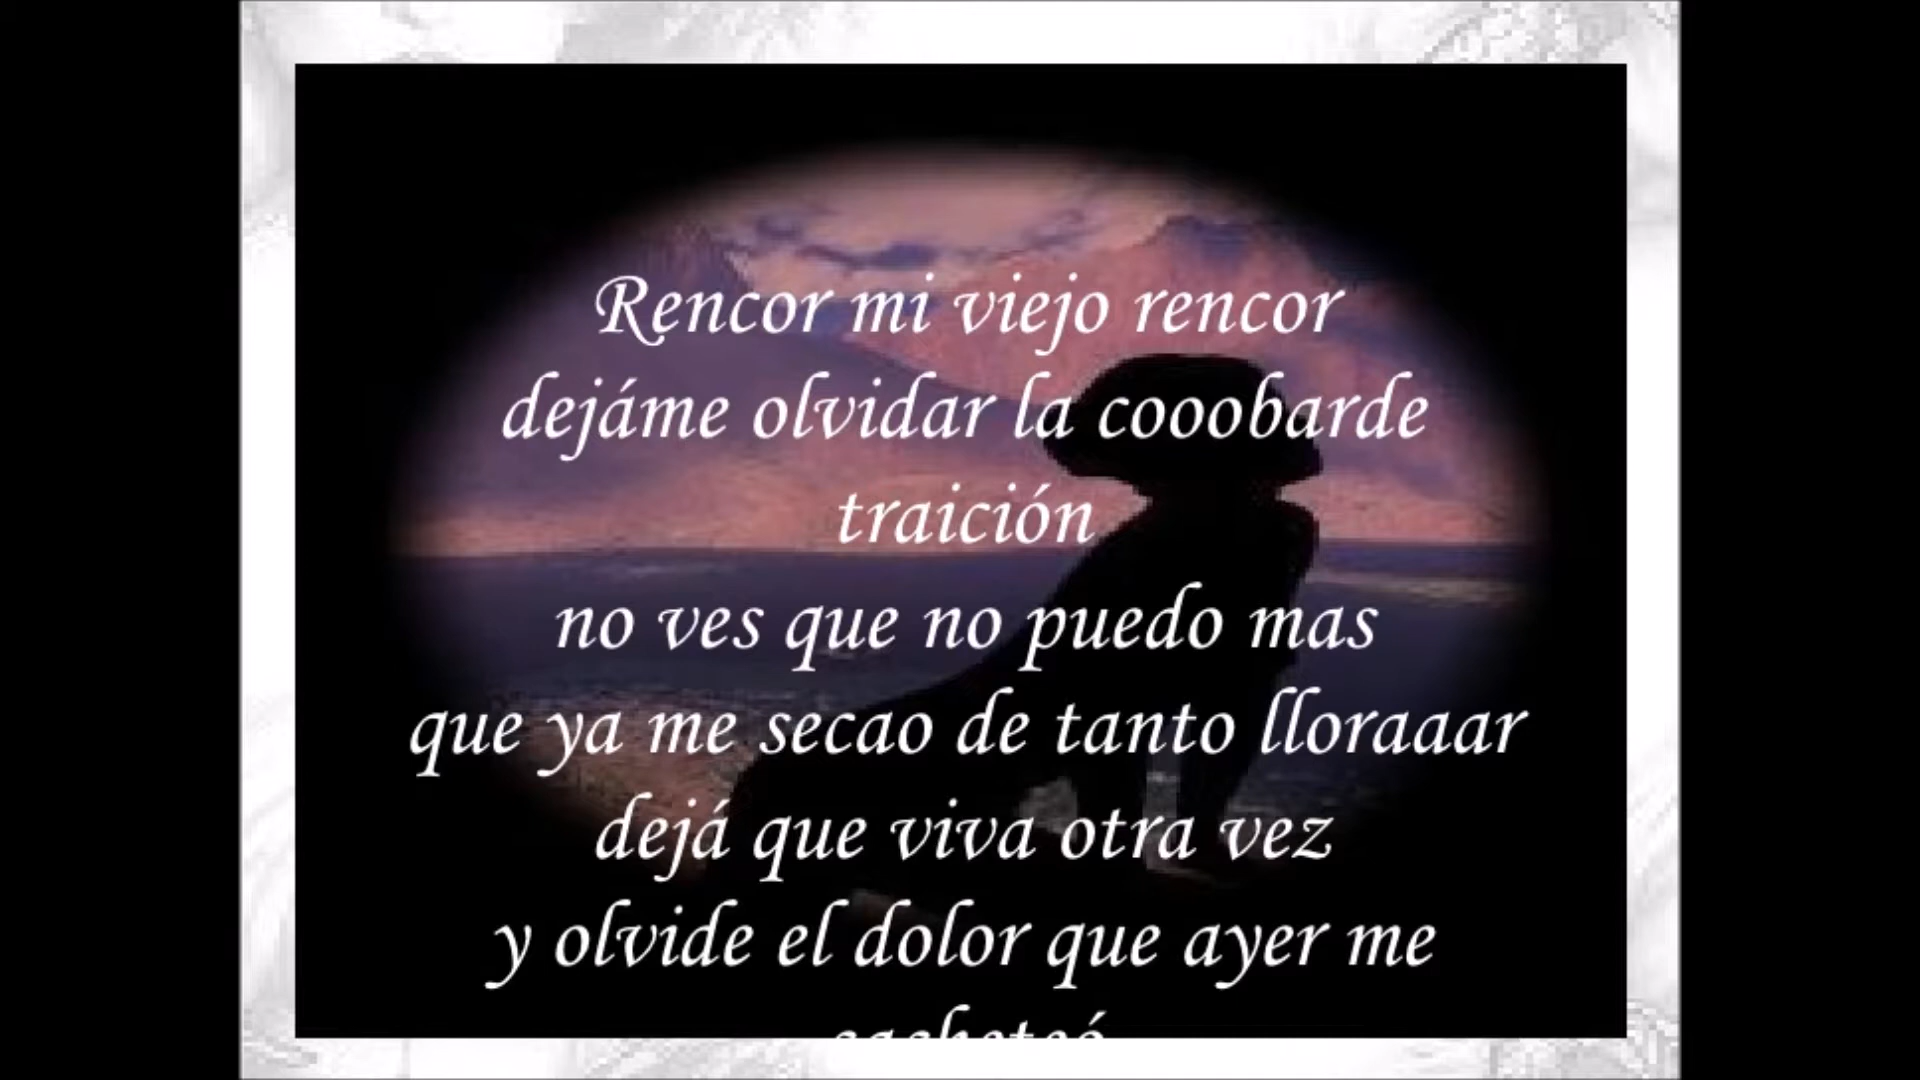 Rencor mi viejo rencor
dejáme olvidar la cooobarde
traición
no ves que no puedo mas
que ya me secao de tanto lloraaar
dejá que viva otra vez
y olvide el dolor que ayer me
cacheteó